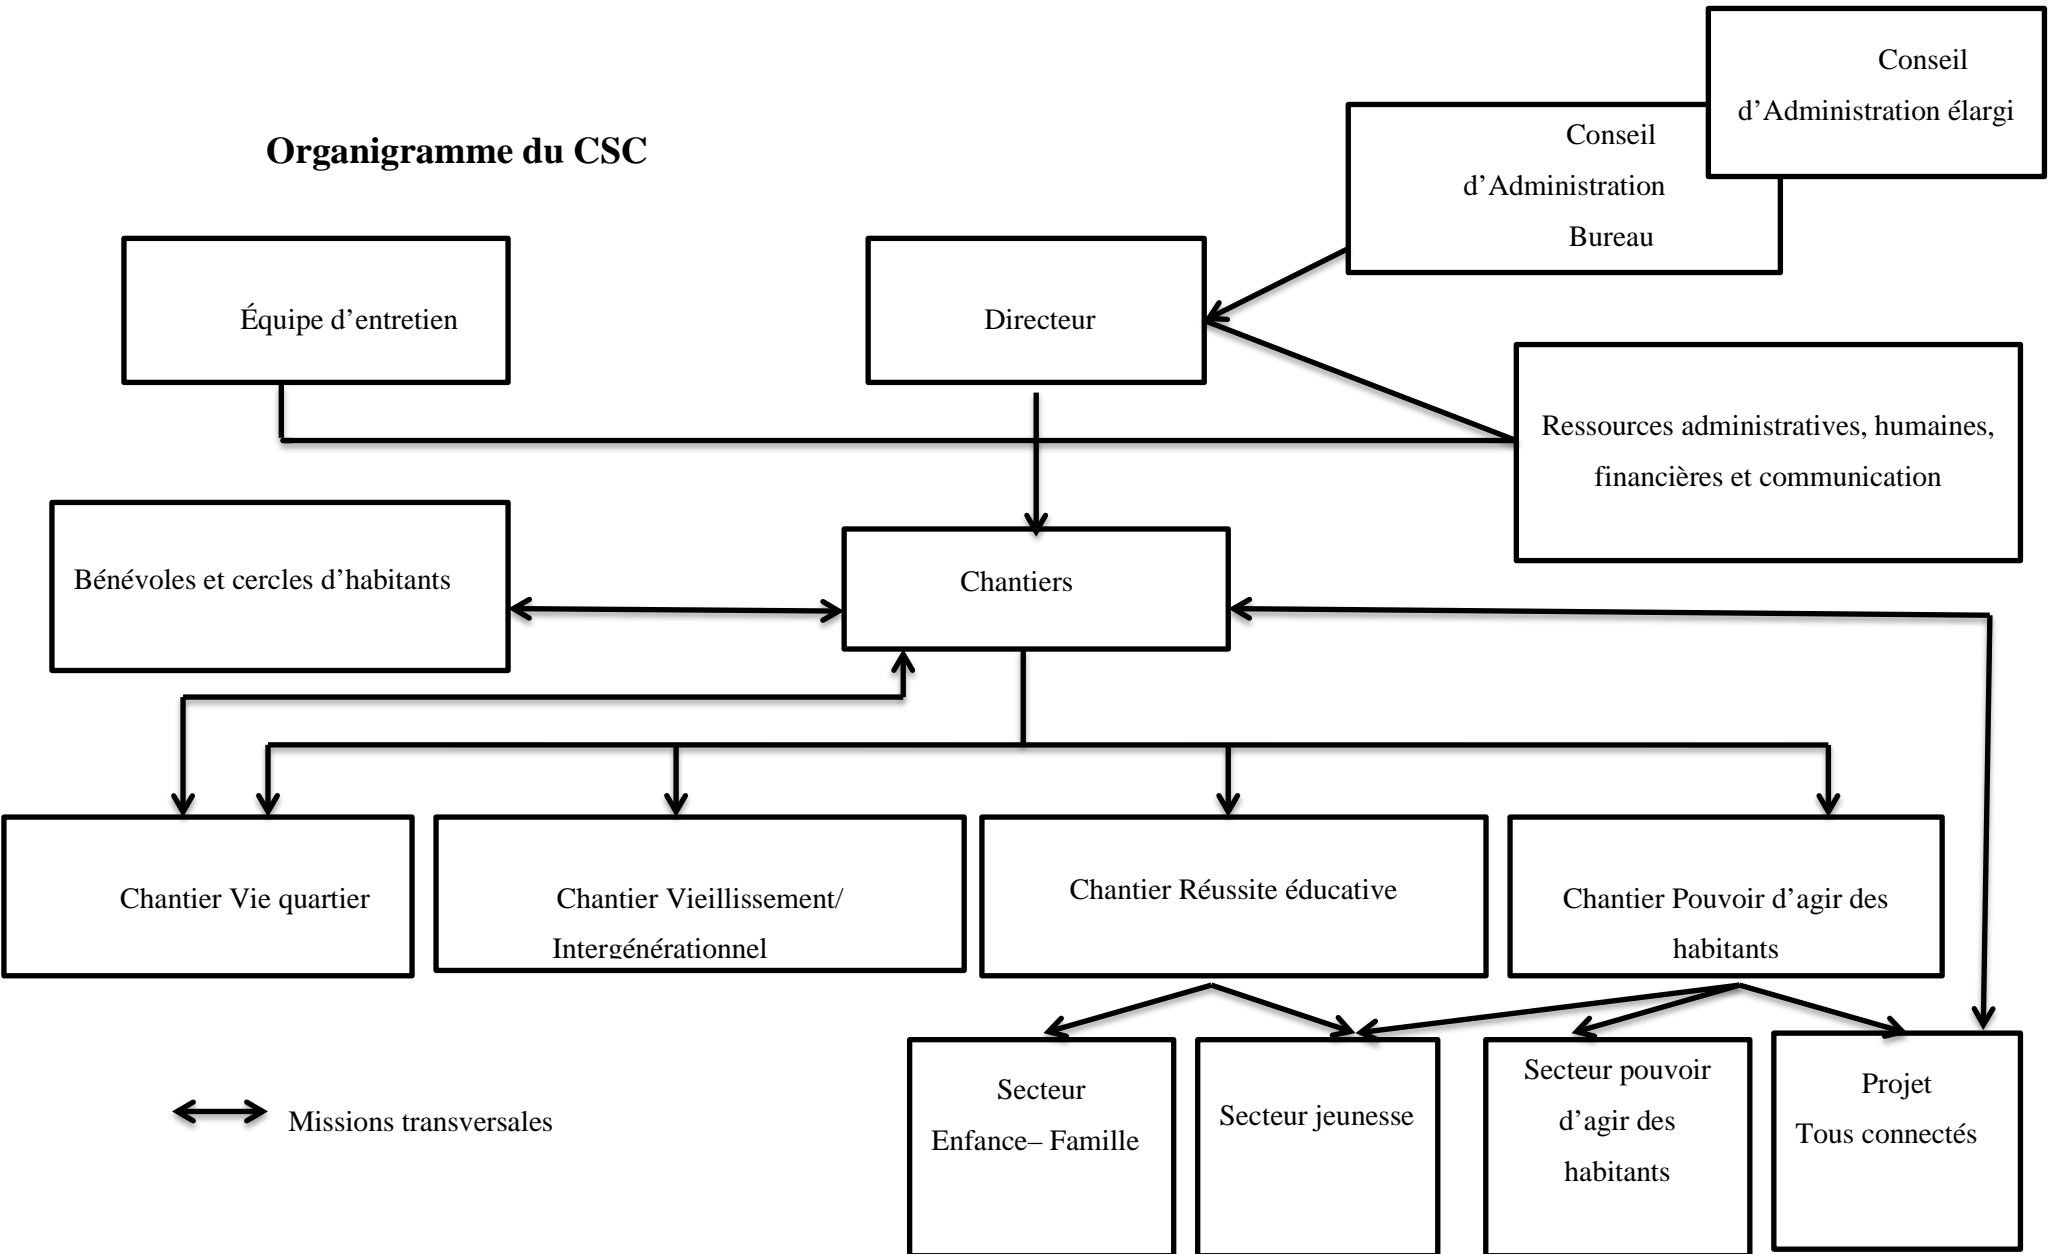 Conseil
d’Administration élargi
Conseil
d’Administration
Bureau
Organigramme du CSC
Équipe d’entretien
Directeur
Ressources administratives, humaines,
financières et communication
Bénévoles et cercles d’habitants
Chantiers
Chantier Vie quartier
Chantier Vieillissement/
Intergénérationnel
Chantier Réussite éducative
Chantier Pouvoir d’agir des
habitants
Secteur
Enfance– Famille
Secteur jeunesse
Secteur pouvoir
d’agir des
habitants
Projet
Tous connectés
Missions transversales